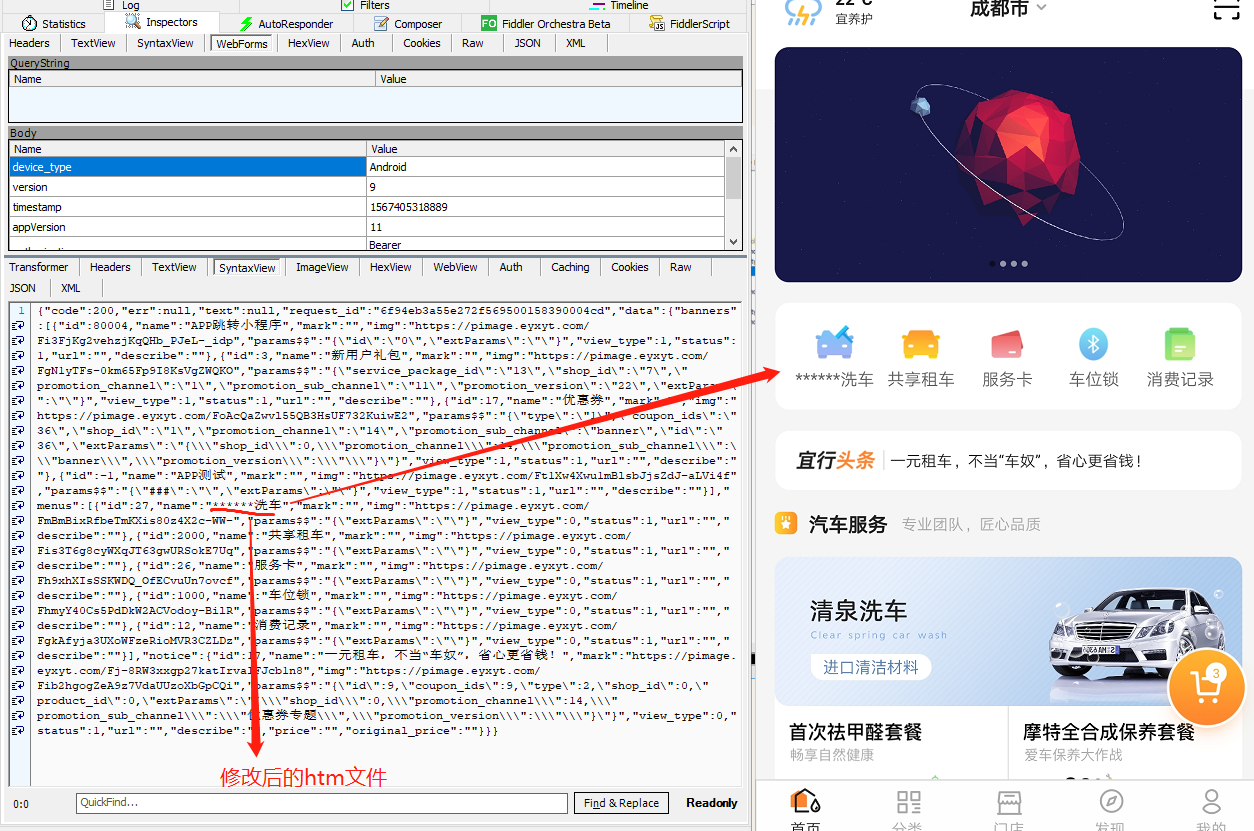 Log
Filters
Timeline
Statistics
Inspectors
AutoResponder
Composer
FO Fiddler Orchestra Beta
FiddlerScript
Headers TextView SyntaxView WebForms HexView Auth Cookies Raw JSON XML
QueryString
Name Value
Body
Name Value
device_type Android
version 9
timestamp 1567405318889
appVersion 11
Bearer
Transformer Headers TextView SyntaxView ImageView HexView WebView Auth Caching Cookies Raw
JSON XML
1 {"code":200,"err":null,"text":null,"request_id":"6f94eb3a55e272f569500158390004cd","data":{"banners"
:[{"id":80004,"name":"APP跳转小程序","mark":"","img":"https://pimage.eyxyt.com/
Fi3FjKg2vehzjKqQHb_PJeL-_idp","params$$":"{\"id\":\"0\",\"extParams\":\"\"}","view_type":1,"status":
1,"url":"","describe":""},{"id":3,"name":"新用户礼包","mark":"","img":"https://pimage.eyxyt.com/
FgNlyTFs-0km65Fp9I8KsVgZWQKO","params$$":"{\"service_package_id\":\"13\",\"shop_id\":\"7\",\"
promotion_channel\":\"1\",\"promotion_sub_channel\":\"11\",\"promotion_version\":\"22\",\"extParams\"
:\"\"}","view_type":1,"status":1,"url":"","describe":""},{"id":17,"name":"优惠券","mark":"","img":"
https://pimage.eyxyt.com/FoAcQaZwvl55QB3HsUF732KuiwE2","params$$":"{\"type\":\"1\",\"coupon_ids\":\"
36\",\"shop_id\":\"1\",\"promotion_channel\":\"14\",\"promotion_sub_channel\":\"banner\",\"id\":\"
36\",\"extParams\":\"{\\\"shop_id\\\":0,\\\"promotion_channel\\\":14,\\\"promotion_sub_channel\\\":\
\"banner\\\",\\\"promotion_version\\\":\\\"\\\"}\"}","view_type":1,"status":1,"url":"","describe":"
"},{"id":-1,"name":"APP测试","mark":"","img":"https://pimage.eyxyt.com/FtlXw4XwulmBlsbJjsZdJ-aLVi4f"
,"params$$":"{\"###\":\"\",\"extParams\":\"\"}","view_type":1,"status":1,"url":"","describe":""}],"
menus":[{"id":27,"name":"******洗车","mark":"","img":"https://pimage.eyxyt.com/
FmBmBixRfbeTmKXis80z4X2c-WW-","params$$":"{\"extParams\":\"\"}","view_type":0,"status":1,"url":"","
describe":""},{"id":2000,"name":"共享租车","mark":"","img":"https://pimage.eyxyt.com/
Fis3T6g8cyWXqJT63gwURSokE7Uq","params$$":"{\"extParams\":\"\"}","view_type":0,"status":1,"url":"","
describe":""},{"id":26,"name":"服务卡","mark":"","img":"https://pimage.eyxyt.com/
Fh9xhXIsSSKWDQ_OfECvuUn7ovcf","params$$":"{\"extParams\":\"\"}","view_type":0,"status":1,"url":"","
describe":""},{"id":1000,"name":"车位锁","mark":"","img":"https://pimage.eyxyt.com/
FhmyY40Cs5PdDkW2ACVodoy-BilR","params$$":"{\"extParams\":\"\"}","view_type":0,"status":1,"url":"","
describe":""},{"id":12,"name":"消费记录","mark":"","img":"https://pimage.eyxyt.com/
FgkAfyja3UXoWFzeRioMVR3CZLDz","params$$":"{\"extParams\":\"\"}","view_type":0,"status":1,"url":"","
describe":""}],"notice":{"id":17,"name":"一元租车，不当“车奴”，省心更省钱！","mark":"https://pimage.
eyxyt.com/Fj-8RW3xxgp27katIrvalFJcbln8","img":"https://pimage.eyxyt.com/
Fib2hgogZeA9z7VdaUUzoXbGpCQi","params$$":"{\"id\":9,\"coupon_ids\":9,\"type\":2,\"shop_id\":0,\"
product_id\":0,\"extParams\":\"{\\\"shop_id\\\":0,\\\"promotion_channel\\\":14,\\\"
promotion_sub_channel\\\":\\\"优惠券专题\\\",\\\"promotion_version\\\":\\\"\\\"}\"}","view_type":0,"
status":1,"url":"","describe":"","price":"","original_price":""}}}
修改后的htm文件
0:0 QuickFind... Find & Replace Readonly
22°C
宜养护
成都市
******洗车 共享租车 服务卡 车位锁 消费记录
宜行头条 一元租车，不当“车奴”，省心更省钱！
汽车服务 专业团队，匠心品质
清泉洗车
Clear spring car wash
进口清洁材料
3
首次祛甲醛套餐 摩特全合成保养套餐
畅享自然健康 爱车保养大作战
首页 分类 门店 发现 我的